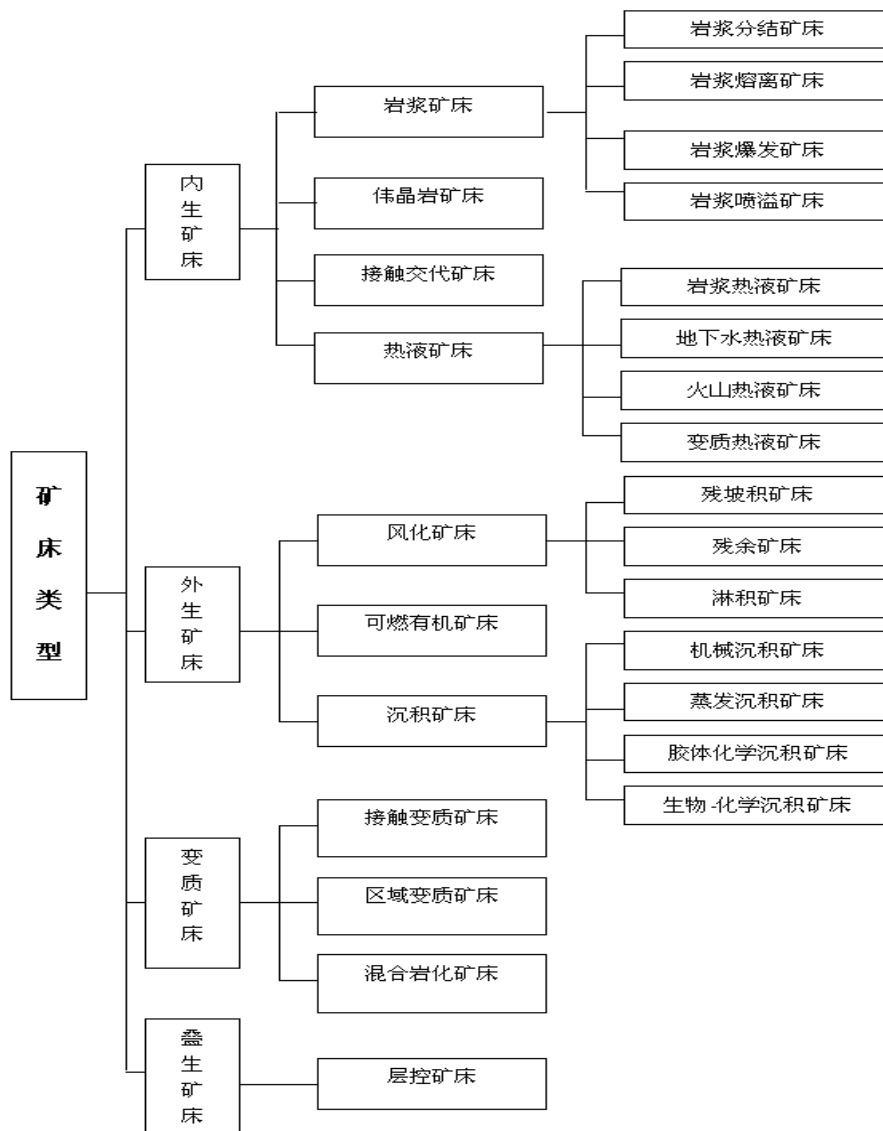 矿床类型
内生矿床
岩浆矿床
岩浆分结矿床
岩浆熔离矿床
岩浆爆发矿床
岩浆喷溢矿床
伟晶岩矿床
接触交代矿床
热液矿床
岩浆热液矿床
地下水热液矿床
火山热液矿床
变质热液矿床
外生矿床
风化矿床
残坡积矿床
残余矿床
淋积矿床
可燃有机矿床
沉积矿床
机械沉积矿床
蒸发沉积矿床
胶体化学沉积矿床
生物-化学沉积矿床
变质矿床
接触变质矿床
区域变质矿床
混合岩化矿床
叠生矿床
层控矿床